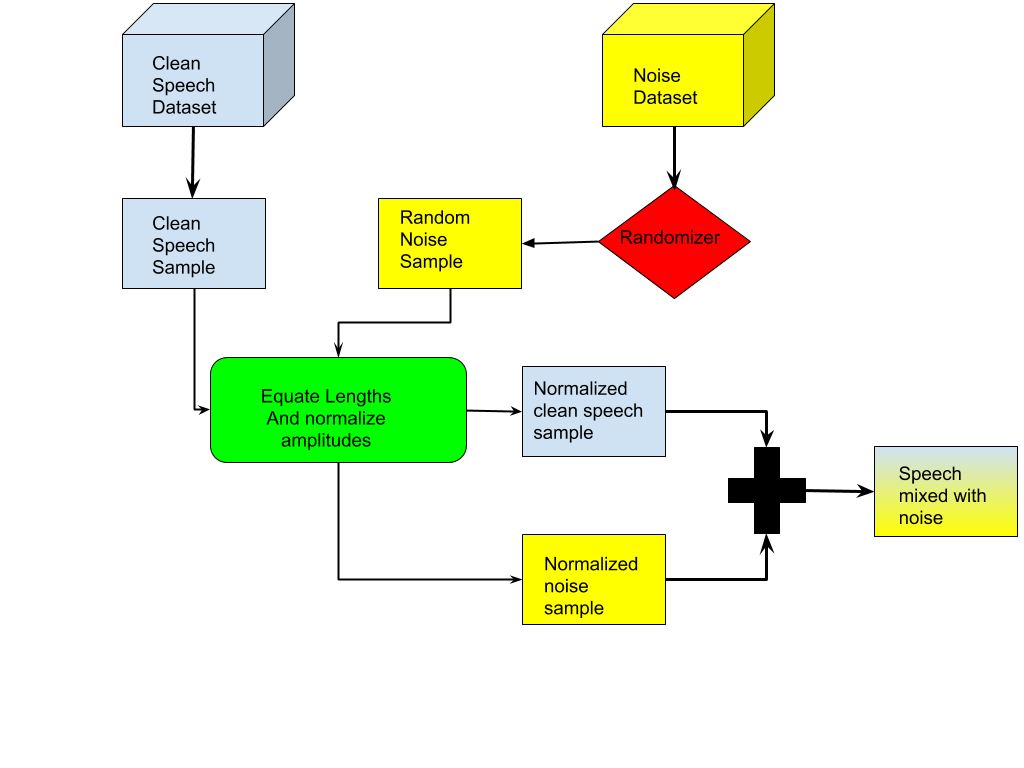 Clean
Speech
Dataset
Noise
Dataset
Clean
Speech
Sample
Random
Noise
Sample
Randomizer
Equate Lengths
And normalize
amplitudes
Normalized
clean speech
sample
Speech
mixed with
noise
Normalized
noise
sample